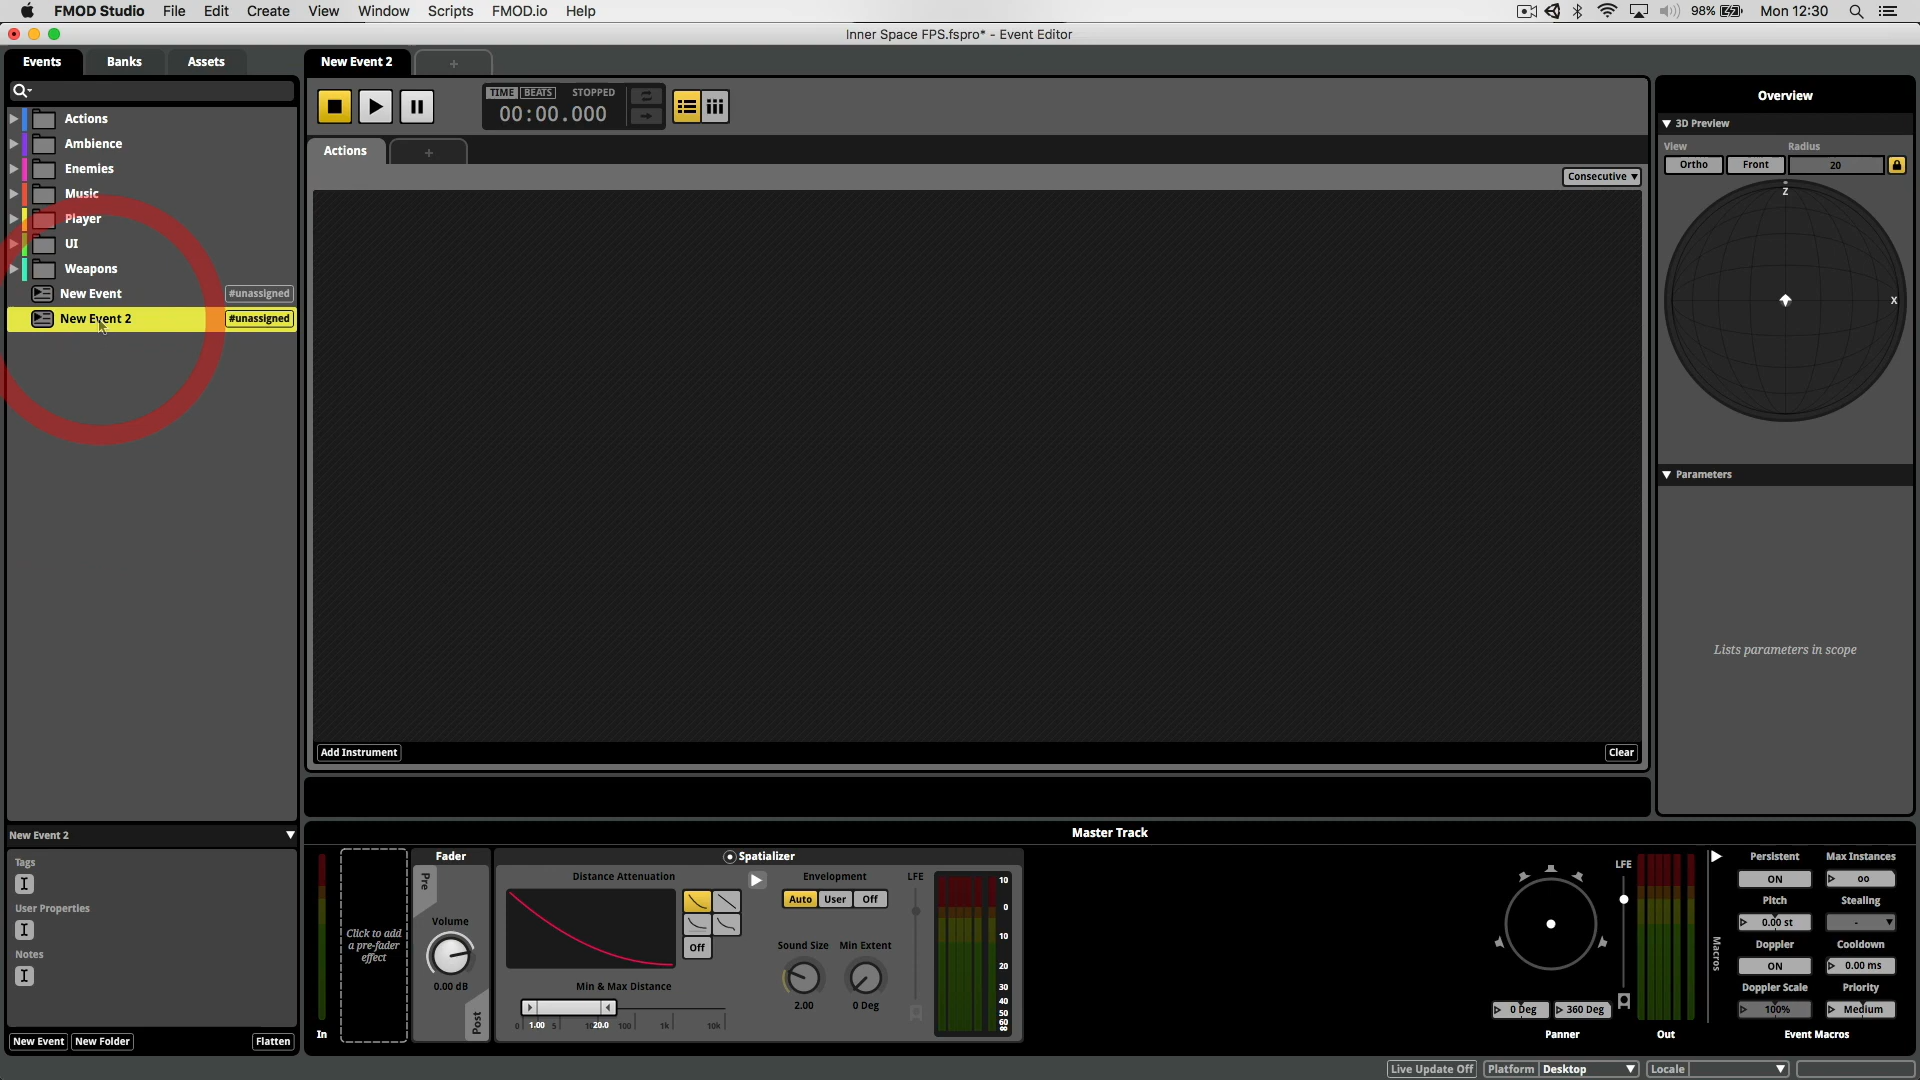 FMOD Studio File Edit Create View Window Scripts FMOD.io Help 98% Mon 12:30
Inner Space FPS.fspro* - Event Editor
Events Banks Assets New Event 2 +
TIME BEATS STOPPED
00:00.000
Actions +
Consecutive
Actions
Ambience
Enemies
Music
Player
UI
Weapons
New Event #unassigned
New Event 2 #unassigned
Add Instrument Clear
Overview
3D Preview
View Radius
Ortho Front 20
Z
X
Parameters
Lists parameters in scope
New Event 2
Tags
User Properties
Notes
New Event New Folder Flatten
Master Track
In
Click to add
a pre-fader
effect
Fader
Pre
Volume
0.00 dB
Post
Spatializer
Distance Attenuation
Off
Min & Max Distance
0 1.00 5 20.0 100 1k 10k
Envelopment
Auto User Off
Sound Size Min Extent
2.00 0 Deg
LFE
10
0
10
20
30
40
50
60
0 Deg 360 Deg
Panner
LFE
Out
Macros
Persistent Max Instances
ON oo
Pitch Stealing
0.00 st -
Doppler Cooldown
ON 0.00 ms
Doppler Scale Priority
100% Medium
Event Macros
Live Update Off Platform Desktop Locale